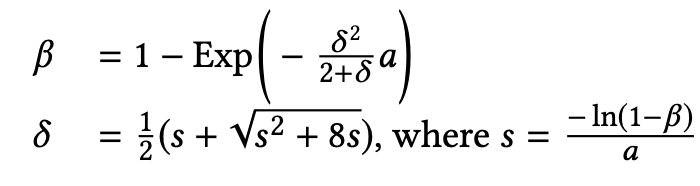 β = 1 − Exp(− δ²/(2+δ) a)
δ = ½(s + √(s² + 8s)), where s = −ln(1−β)/a